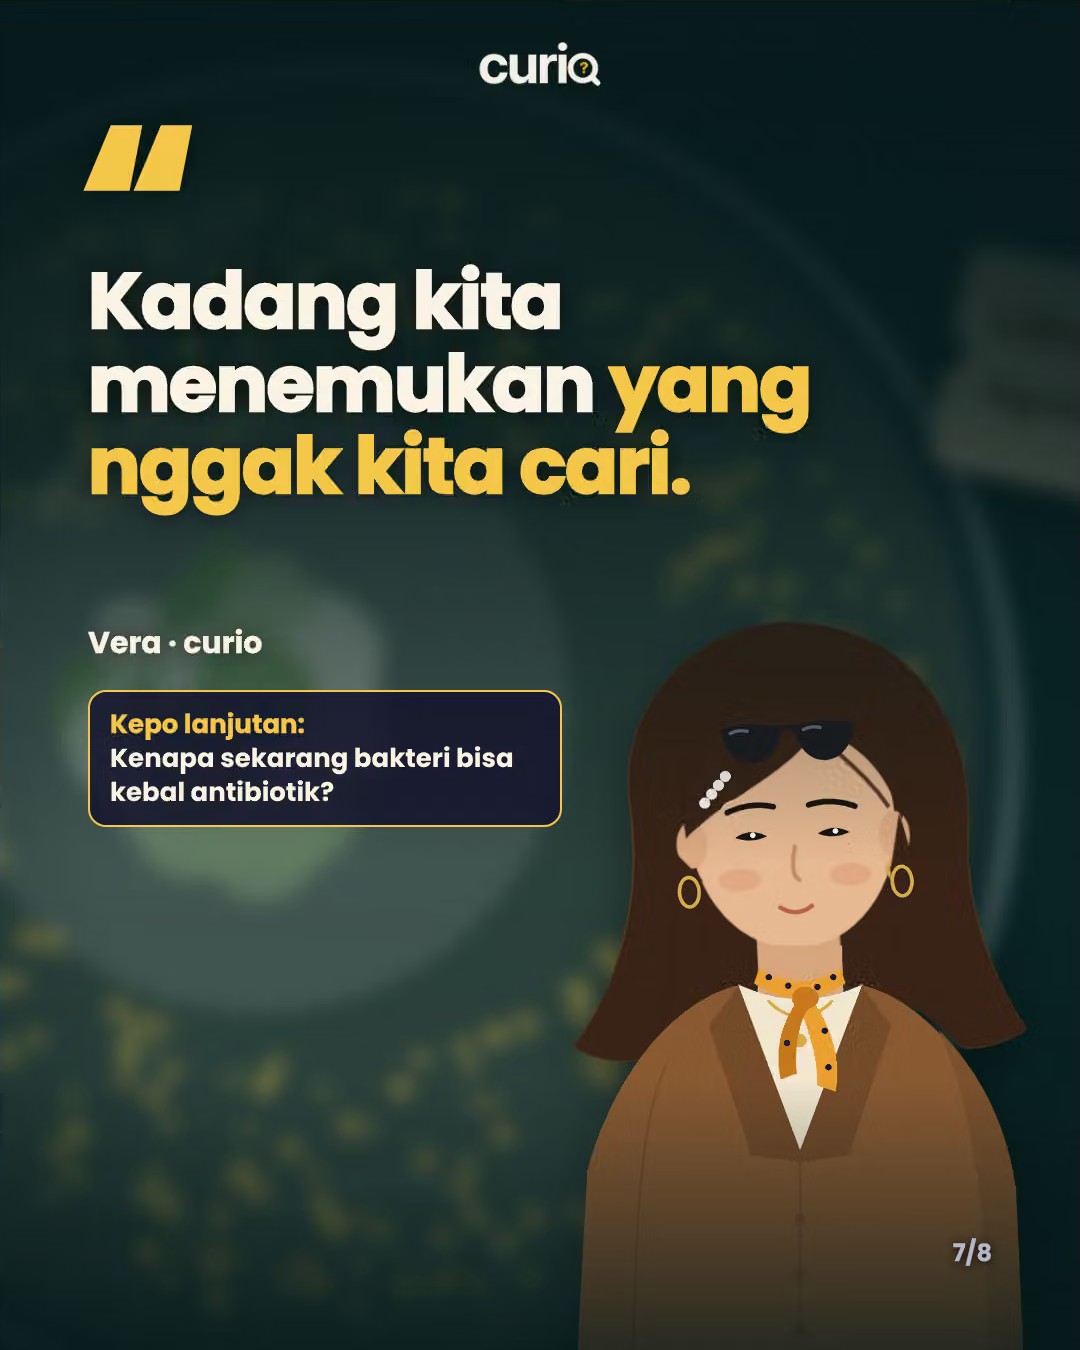 curio
Kadang kita
menemukan yang
nggak kita cari.
Vera · curio
Kepo lanjutan:
Kenapa sekarang bakteri bisa
kebal antibiotik?
7/8